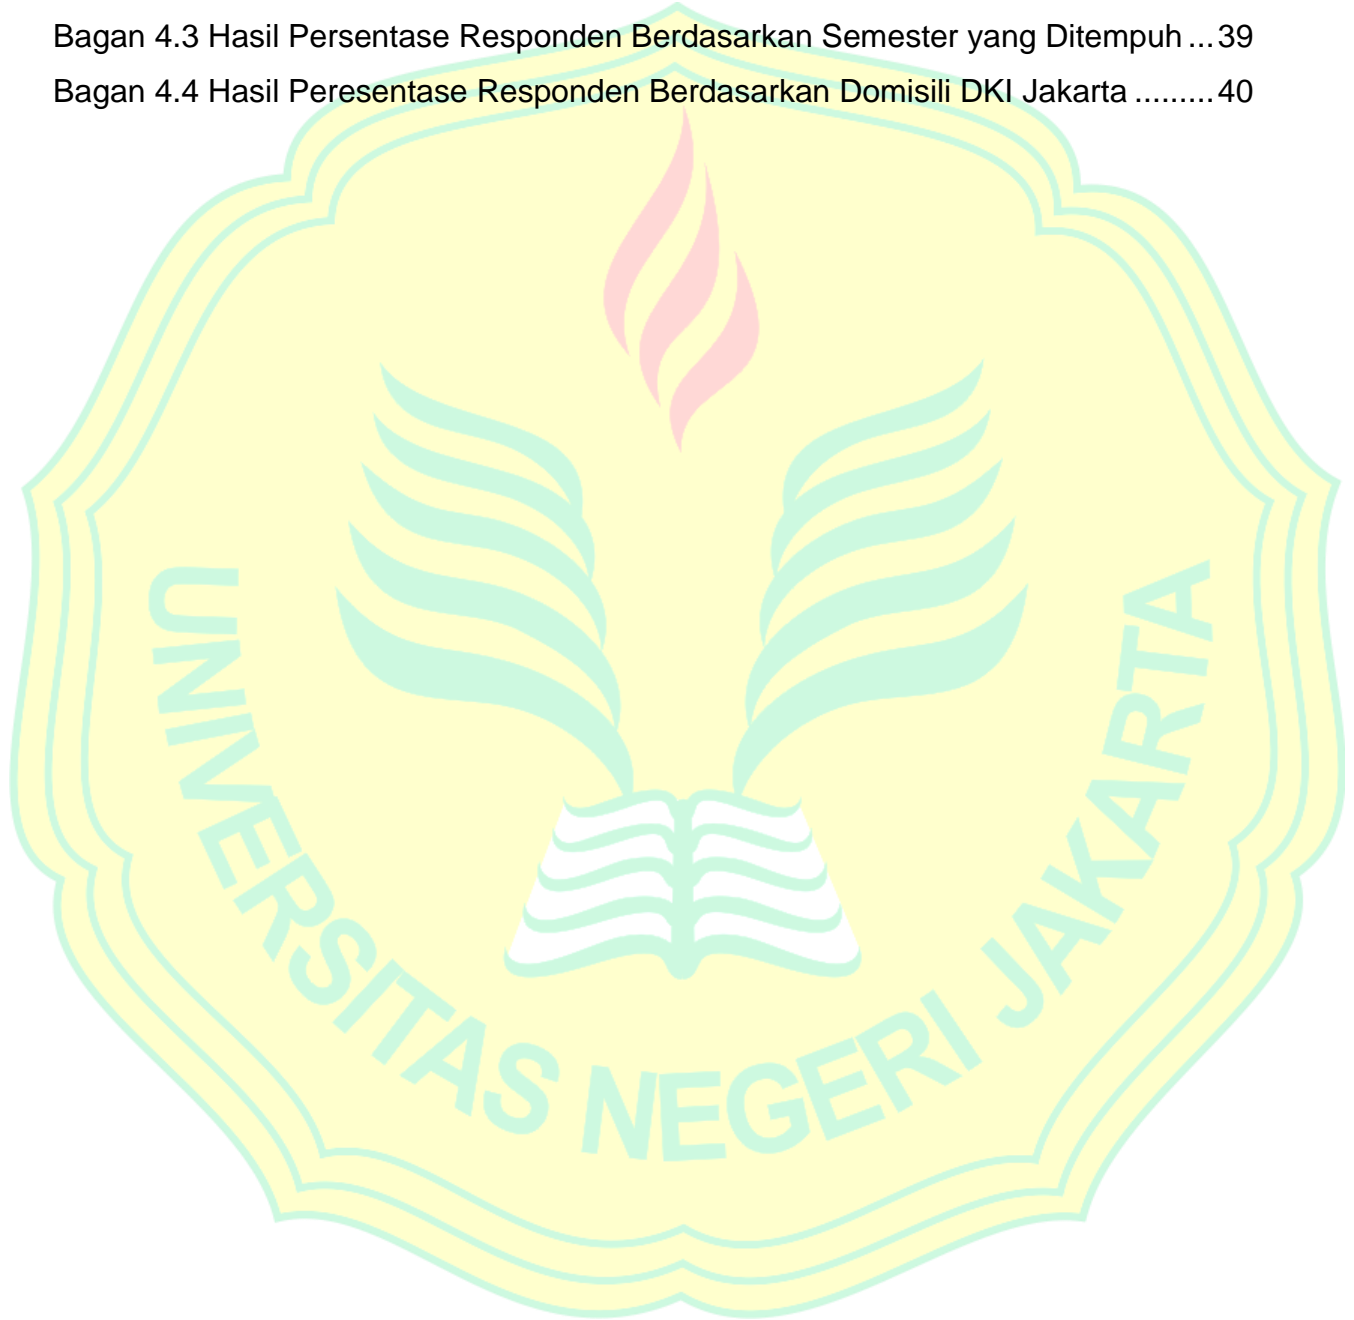 Bagan 4.3 Hasil Persentase Responden Berdasarkan Semester yang Ditempuh ... 39
Bagan 4.4 Hasil Peresentase Responden Berdasarkan Domisili DKI Jakarta ......... 40
UNIVERSITAS NEGERI JAKARTA